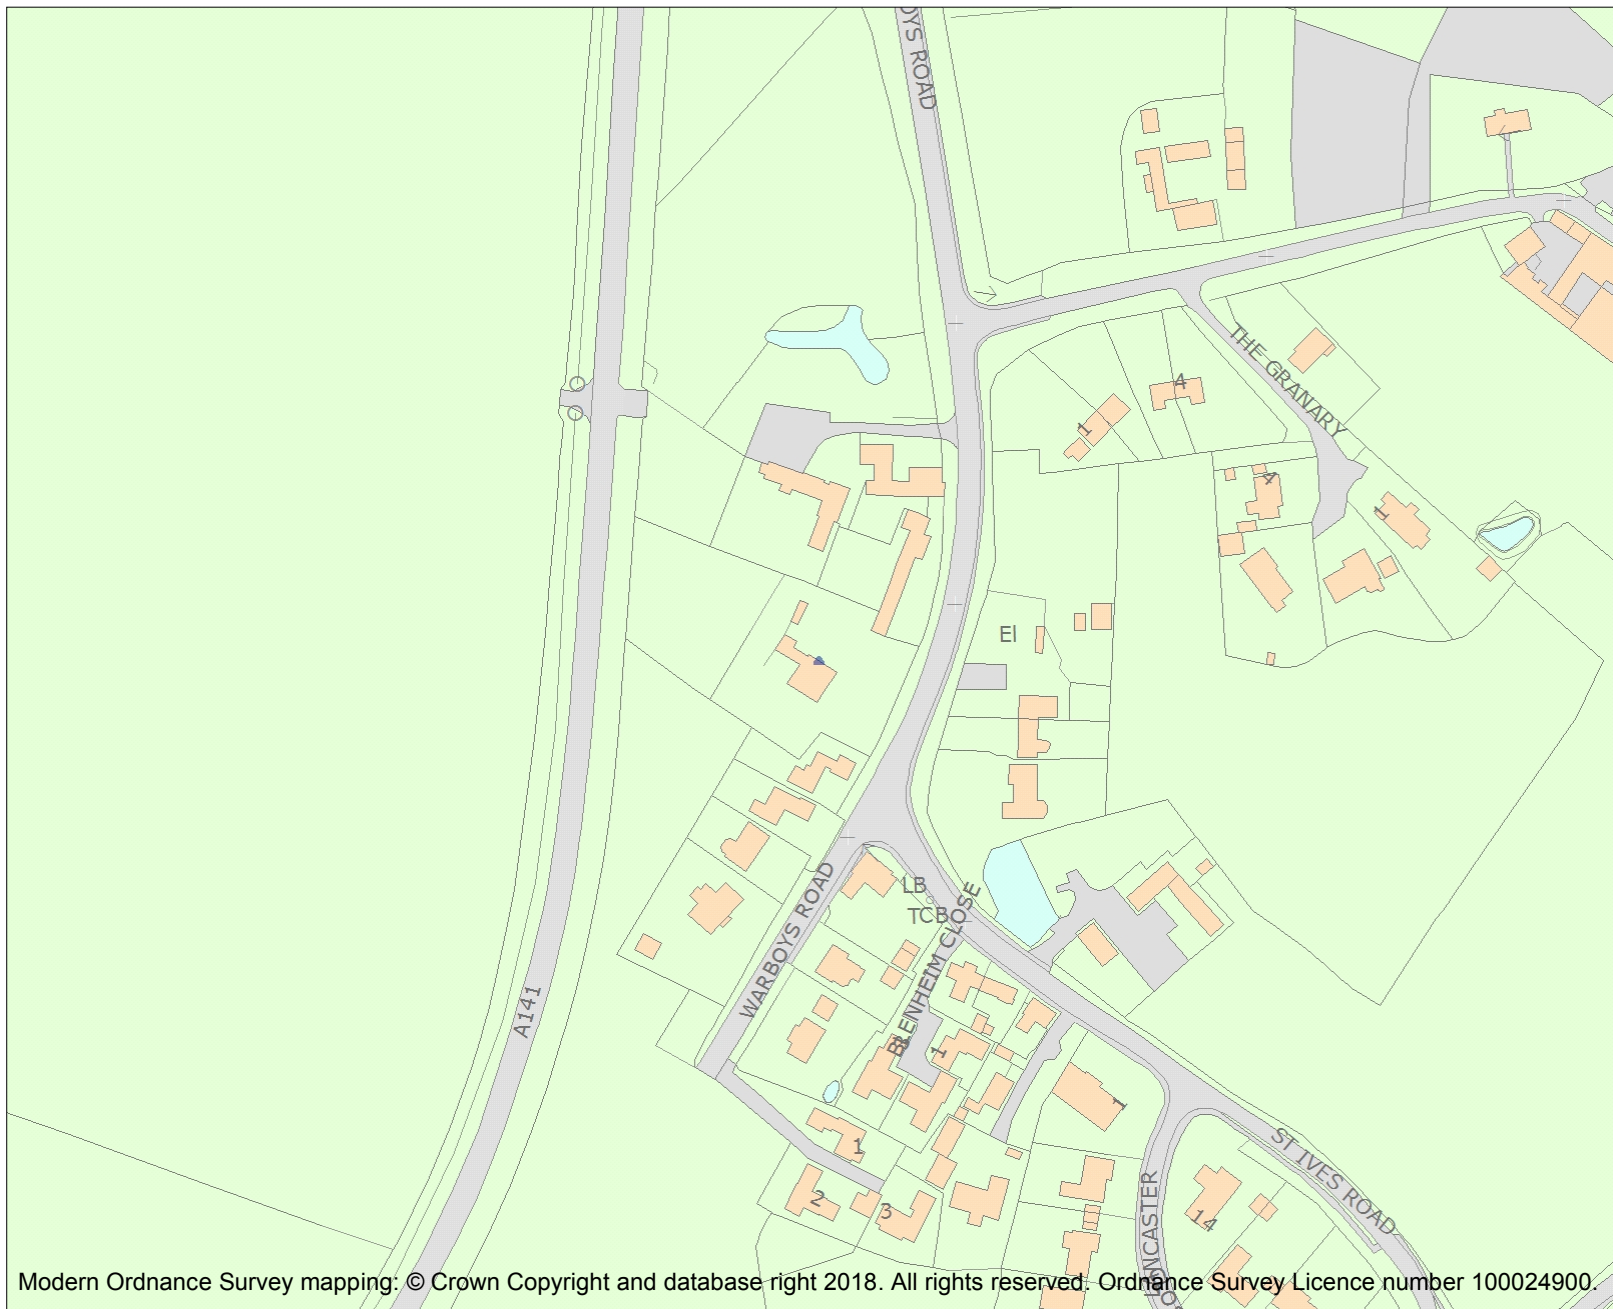 OYS ROAD
THE GRANARY
4
1
4
1
El
LB
TCB
WARBOYS ROAD
BLENHEIM CLOSE
A141
1
1
1
2
3
14
LANCASTER
ST IVES ROAD
Modern Ordnance Survey mapping: © Crown Copyright and database right 2018. All rights reserved. Ordnance Survey Licence number 100024900.